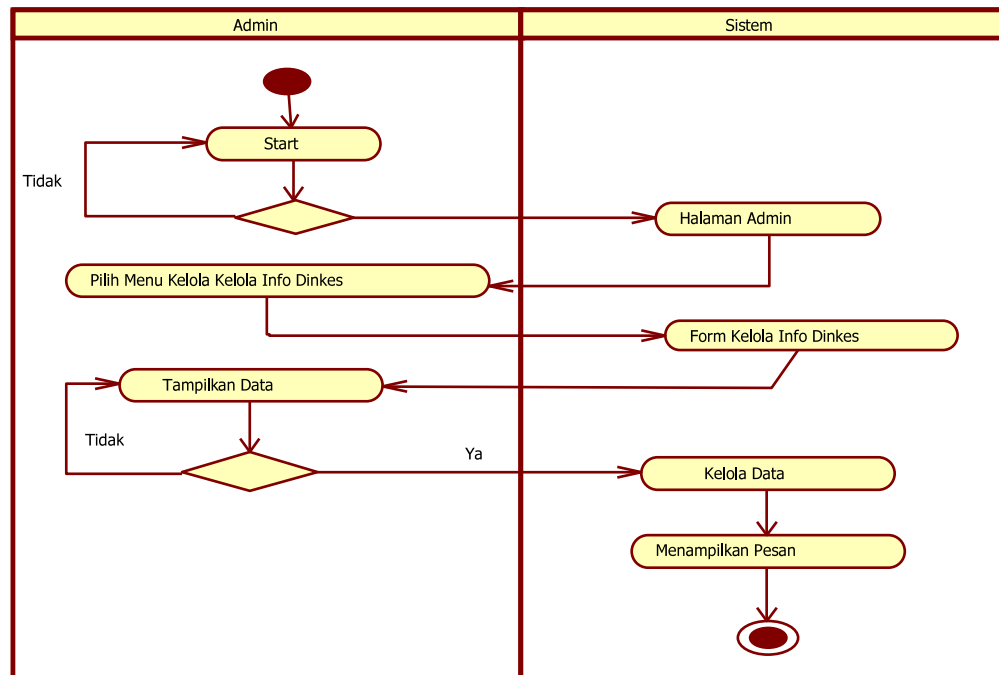 Admin
Sistem
Start
Tidak
Halaman Admin
Pilih Menu Kelola Kelola Info Dinkes
Form Kelola Info Dinkes
Tampilkan Data
Tidak
Ya
Kelola Data
Menampilkan Pesan